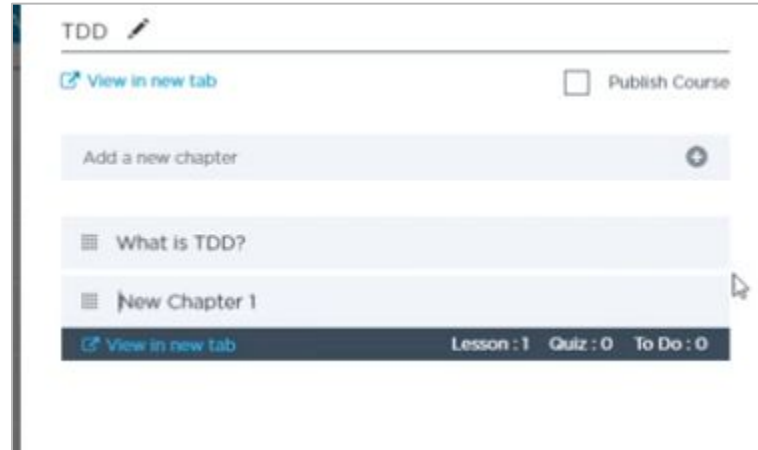 TDD
View in new tab
Publish Course
Add a new chapter
What is TDD?
New Chapter 1
View in new tab Lesson : 1 Quiz : 0 To Do : 0